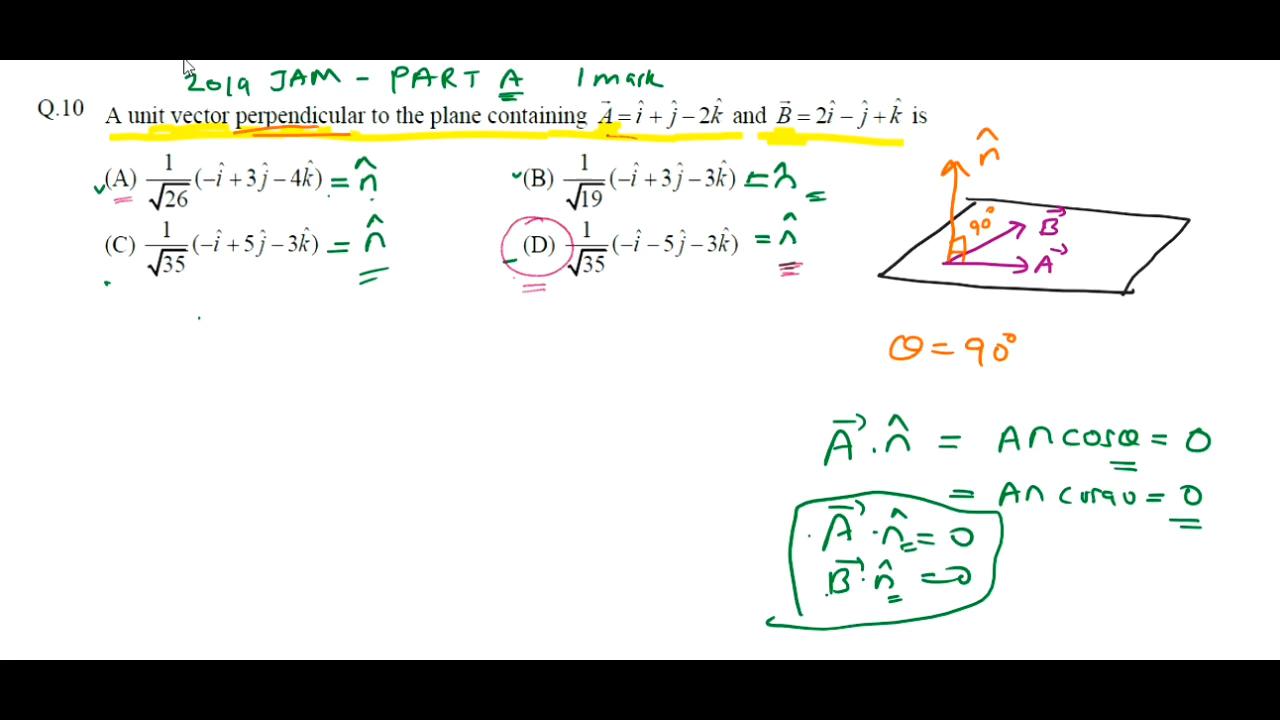 2019 JAM - PART A 1 mark
Q.10 A unit vector perpendicular to the plane containing A⃗ = î + ĵ − 2k̂ and B⃗ = 2î − ĵ + k̂ is
(A) 1/√26 (−î + 3ĵ − 4k̂) = n̂ (B) 1/√19 (−î + 3ĵ − 3k̂) = n̂
(C) 1/√35 (−î + 5ĵ − 3k̂) = n̂ (D) 1/√35 (−î − 5ĵ − 3k̂) = n̂
n̂
90°
B⃗
A⃗
θ = 90°
A⃗ . n̂ = An cosθ = 0
= An cos90 = 0
A⃗ . n̂ = 0
B⃗ . n̂ = 0